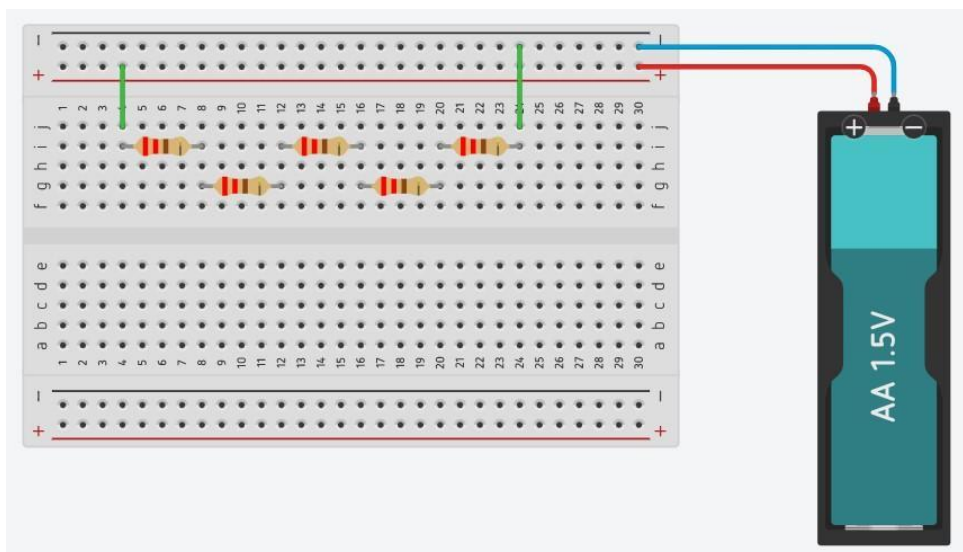 − −
+ +
1 2 3 4 5 6 7 8 9 10 11 12 13 14 15 16 17 18 19 20 21 22 23 24 25 26 27 28 29 30
j j
i i
h h
g g
f f
e e
d d
c c
b b
a a
1 2 3 4 5 6 7 8 9 10 11 12 13 14 15 16 17 18 19 20 21 22 23 24 25 26 27 28 29 30
− −
+ +
+ −
AA 1.5V